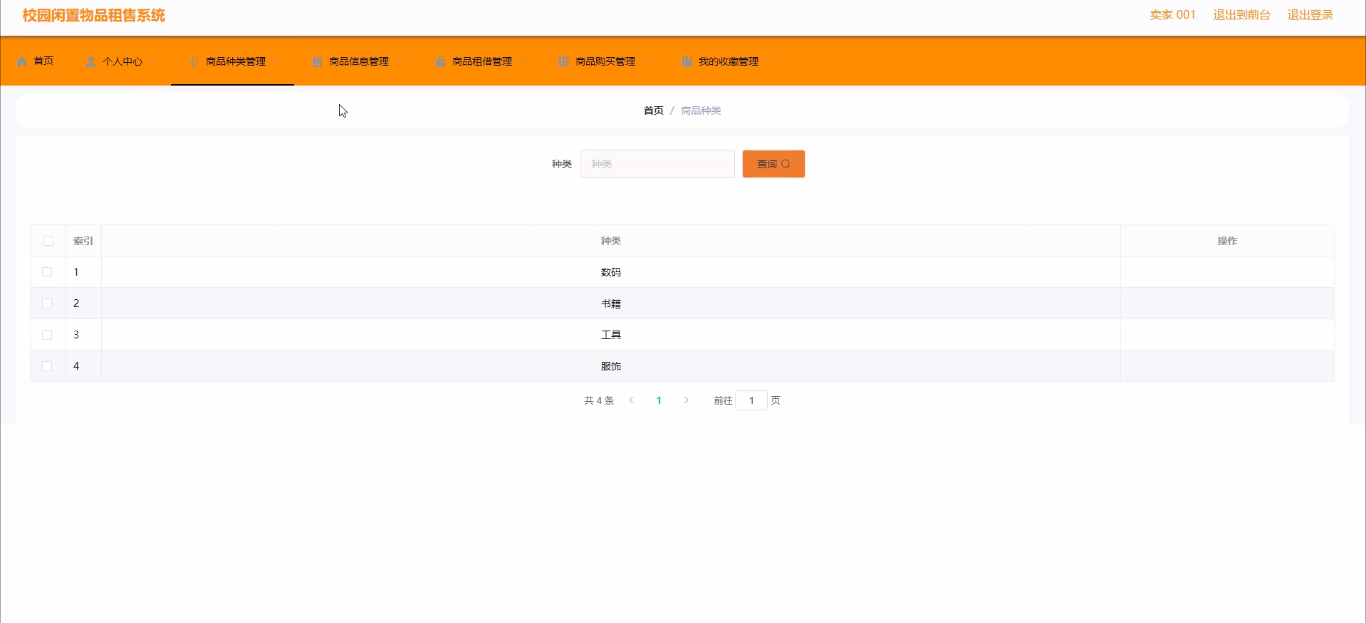 校园闲置物品租售系统 卖家 001 退出到前台 退出登录
首页 个人中心 商品种类管理 商品信息管理 商品租借管理 商品购买管理 我的收藏管理
首页 / 商品种类
种类 种类 查询
索引 种类 操作
1 数码
2 书籍
3 工具
4 服饰
共 4 条 1 前往 1 页